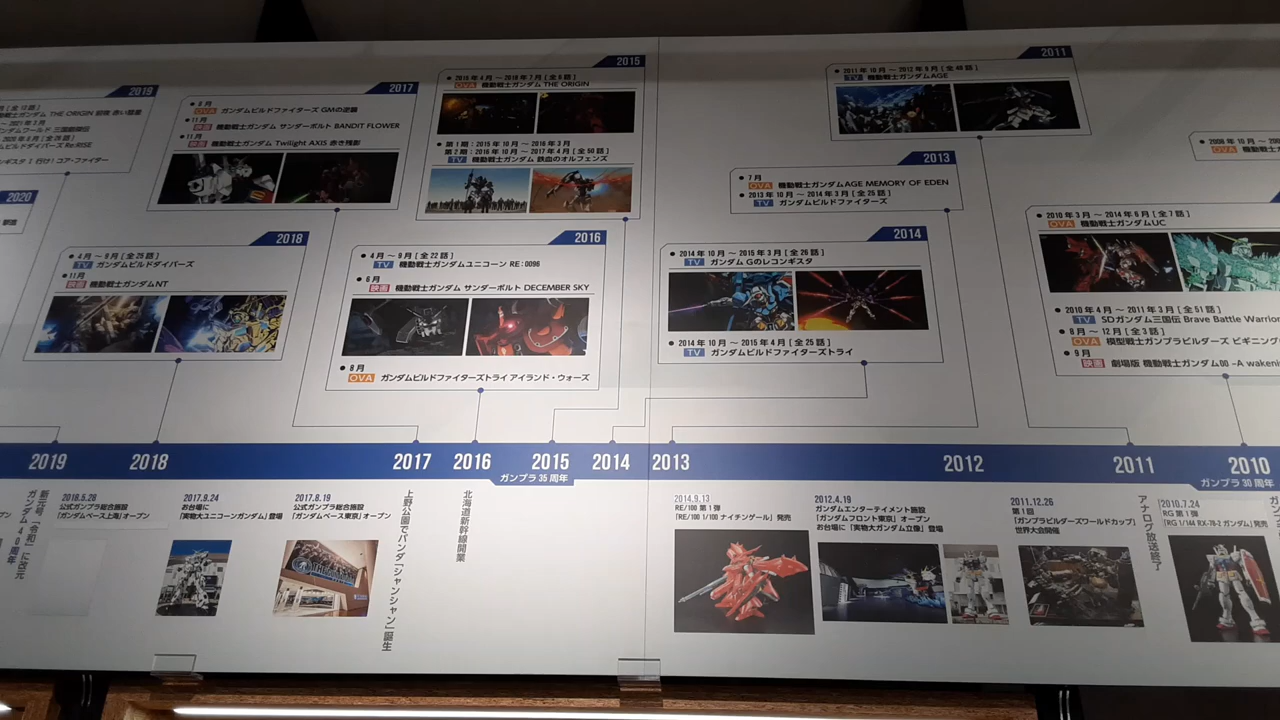 2019
機動戦士ガンダム THE ORIGIN 前夜 赤い彗星
2020
2017
8月
OVA ガンダムビルドファイターズ GMの逆襲
11月
映画 機動戦士ガンダム サンダーボルト BANDIT FLOWER
11月
映画 機動戦士ガンダム Twilight AXIS 赤き残影
2018
4月〜9月[全25話]
TV ガンダムビルドダイバーズ
11月
映画 機動戦士ガンダムNT
2015
2015年4月〜2018年7月[全6話]
OVA 機動戦士ガンダム THE ORIGIN
第1期：2015年10月〜2016年3月
第2期：2016年10月〜2017年4月[全50話]
TV 機動戦士ガンダム 鉄血のオルフェンズ
2016
4月〜9月[全22話]
TV 機動戦士ガンダムユニコーン RE：0096
6月
映画 機動戦士ガンダム サンダーボルト DECEMBER SKY
8月
OVA ガンダムビルドファイターズトライ アイランド・ウォーズ
2011
2011年10月〜2012年9月[全49話]
TV 機動戦士ガンダムAGE
2013
7月
OVA 機動戦士ガンダムAGE MEMORY OF EDEN
2013年10月〜2014年3月[全25話]
TV ガンダムビルドファイターズ
2014
2014年10月〜2015年3月[全26話]
TV ガンダム Gのレコンギスタ
2014年10月〜2015年4月[全25話]
TV ガンダムビルドファイターズトライ
OVA 機動戦士ガンダム
2010年3月〜2014年6月[全7話]
OVA 機動戦士ガンダムUC
2010年4月〜2011年3月[全51話]
TV SDガンダム三国伝 Brave Battle Warrior
8月〜12月[全3話]
OVA 模型戦士ガンプラビルダーズ ビギニング
9月
映画 劇場版 機動戦士ガンダム00 -A waken
2019 2018 2017 2016 2015 2014 2013 2012 2011 2010
ガンプラ35周年
ガンプラ30周年
新元号「令和」に改元
2018.5.28
公式ガンプラ総合施設
「ガンダムベース上海」オープン
2017.9.24
お台場に
「実物大ユニコーンガンダム」登場
2017.8.19
公式ガンプラ総合施設
「ガンダムベース東京」オープン
上野公園でパンダ「シャンシャン」誕生
北海道新幹線開業
2014.9.13
RE/100 第1弾
「RE/100 1/100 ナイチンゲール」発売
2012.4.19
ガンダムエンターテイメント施設
「ガンダムフロント東京」オープン
お台場に「実物大ガンダム立像」登場
2011.12.26
第1回
「ガンプラビルダーズワールドカップ」
世界大会開催
アナログ放送終了
2010.7.24
RG 第1弾
「RG 1/144 RX-78-2 ガンダム」発売